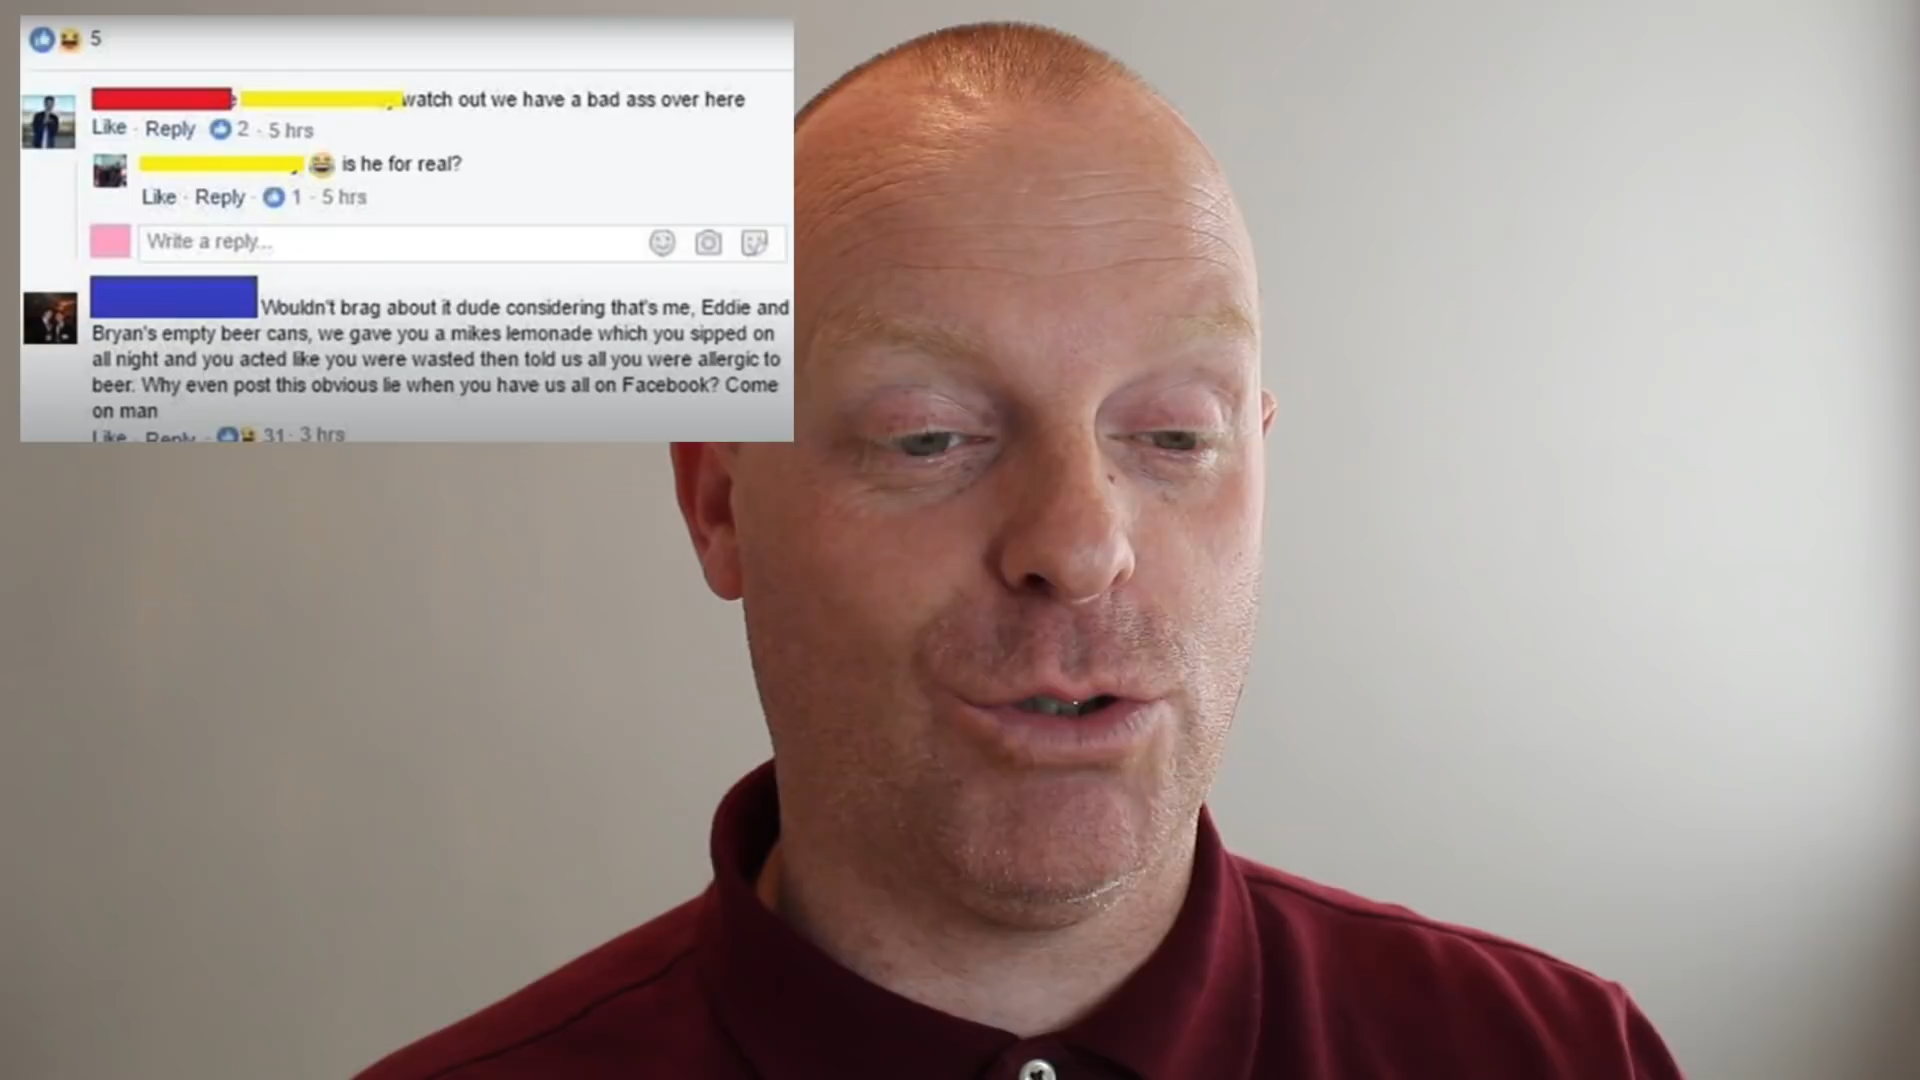 5
watch out we have a bad ass over here
Like · Reply · 2 · 5 hrs
is he for real?
Like · Reply · 1 · 5 hrs
Write a reply...
Wouldn't brag about it dude considering that's me, Eddie and
Bryan's empty beer cans, we gave you a mikes lemonade which you sipped on
all night and you acted like you were wasted then told us all you were allergic to
beer. Why even post this obvious lie when you have us all on Facebook? Come
on man
Like · Reply · 31 · 3 hrs